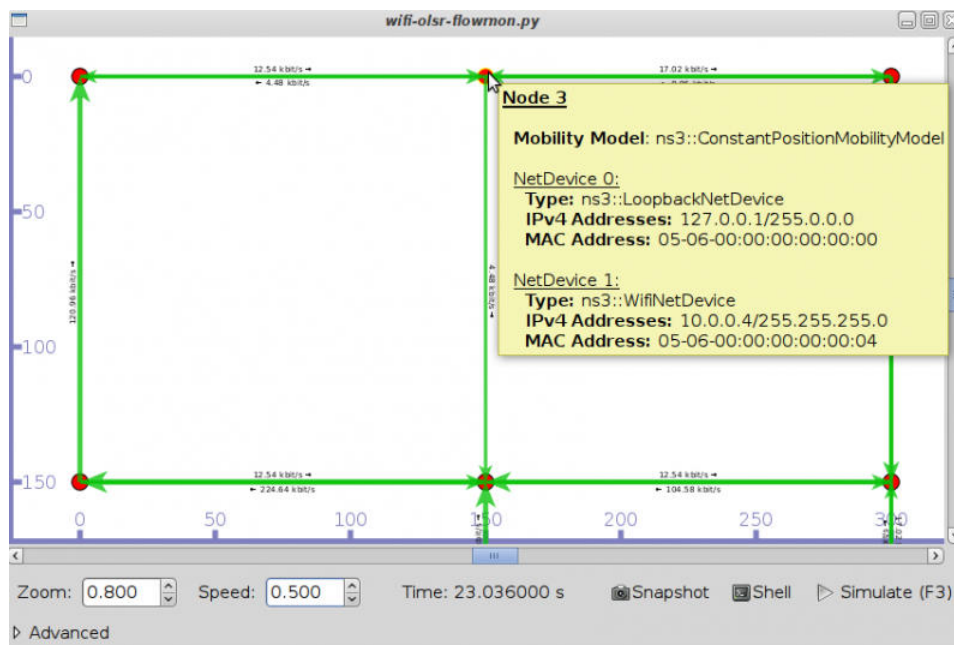 wifi-olsr-flowmon.py
12.54 kbit/s →
← 4.48 kbit/s
17.02 kbit/s →
0
Node 3
Mobility Model: ns3::ConstantPositionMobilityModel
NetDevice 0:
Type: ns3::LoopbackNetDevice
IPv4 Addresses: 127.0.0.1/255.0.0.0
MAC Address: 05-06-00:00:00:00:00:00
50
120.96 kbit/s →
4.48 kbit/s →
NetDevice 1:
Type: ns3::WifiNetDevice
IPv4 Addresses: 10.0.0.4/255.255.255.0
MAC Address: 05-06-00:00:00:00:00:04
100
12.54 kbit/s →
← 224.64 kbit/s
12.54 kbit/s →
← 104.58 kbit/s
150
0 50 100 150 200 250 300
Zoom: 0.800 Speed: 0.500 Time: 23.036000 s Snapshot Shell Simulate (F3)
Advanced